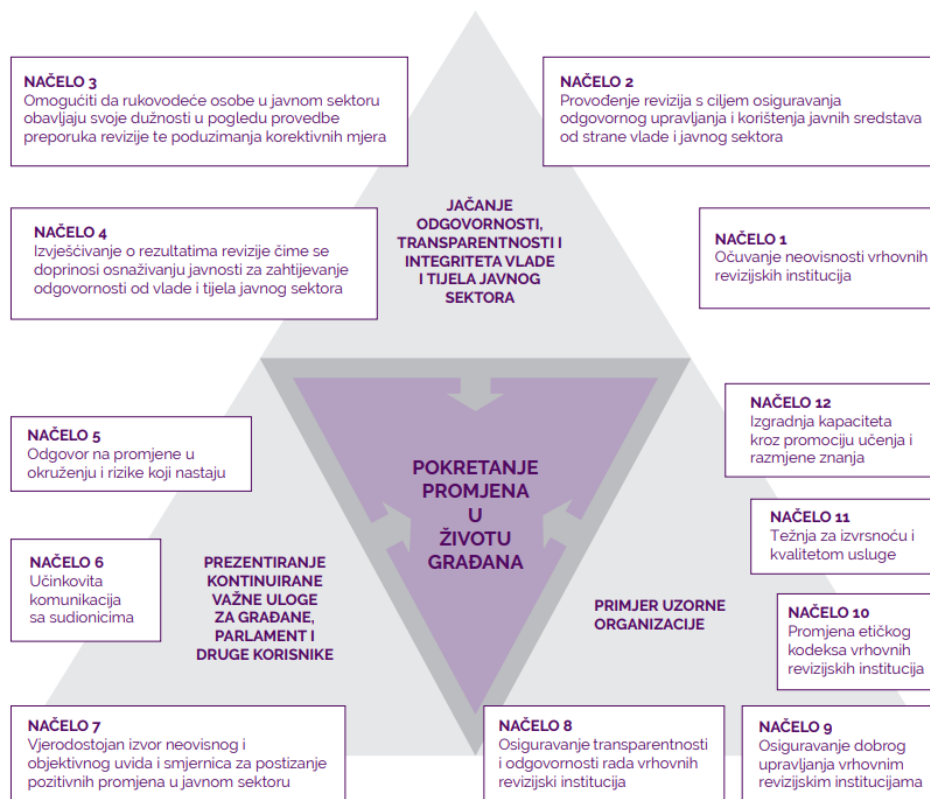 NAČELO 3
Omogućiti da rukovodeće osobe u javnom sektoru
obavljaju svoje dužnosti u pogledu provedbe
preporuka revizije te poduzimanja korektivnih mjera
NAČELO 2
Provođenje revizija s ciljem osiguravanja
odgovornog upravljanja i korištenja javnih sredstava
od strane vlade i javnog sektora
JAČANJE
ODGOVORNOSTI,
TRANSPARENTNOSTI I
INTEGRITETA VLADE
I TIJELA JAVNOG
SEKTORA
NAČELO 4
Izvješćivanje o rezultatima revizije čime se
doprinosi osnaživanju javnosti za zahtijevanje
odgovornosti od vlade i tijela javnog sektora
NAČELO 1
Očuvanje neovisnosti vrhovnih
revizijskih institucija
NAČELO 12
Izgradnja kapaciteta
kroz promociju učenja i
razmjene znanja
NAČELO 5
Odgovor na promjene u
okruženju i rizike koji nastaju
POKRETANJE
PROMJENA
U
ŽIVOTU
GRAĐANA
NAČELO 11
Težnja za izvrsnoću i
kvalitetom usluge
NAČELO 6
Učinkovita
komunikacija
sa sudionicima
PREZENTIRANJE
KONTINUIRANE
VAŽNE ULOGE
ZA GRAĐANE,
PARLAMENT I
DRUGE KORISNIKE
PRIMJER UZORNE
ORGANIZACIJE
NAČELO 10
Promjena etičkog
kodeksa vrhovnih
revizijskih institucija
NAČELO 7
Vjerodostojan izvor neovisnog i
objektivnog uvida i smjernica za postizanje
pozitivnih promjena u javnom sektoru
NAČELO 8
Osiguravanje transparentnosti
i odgovornosti rada vrhovnih
revizijski institucija
NAČELO 9
Osiguravanje dobrog
upravljanja vrhovnim
revizijskim institucijama